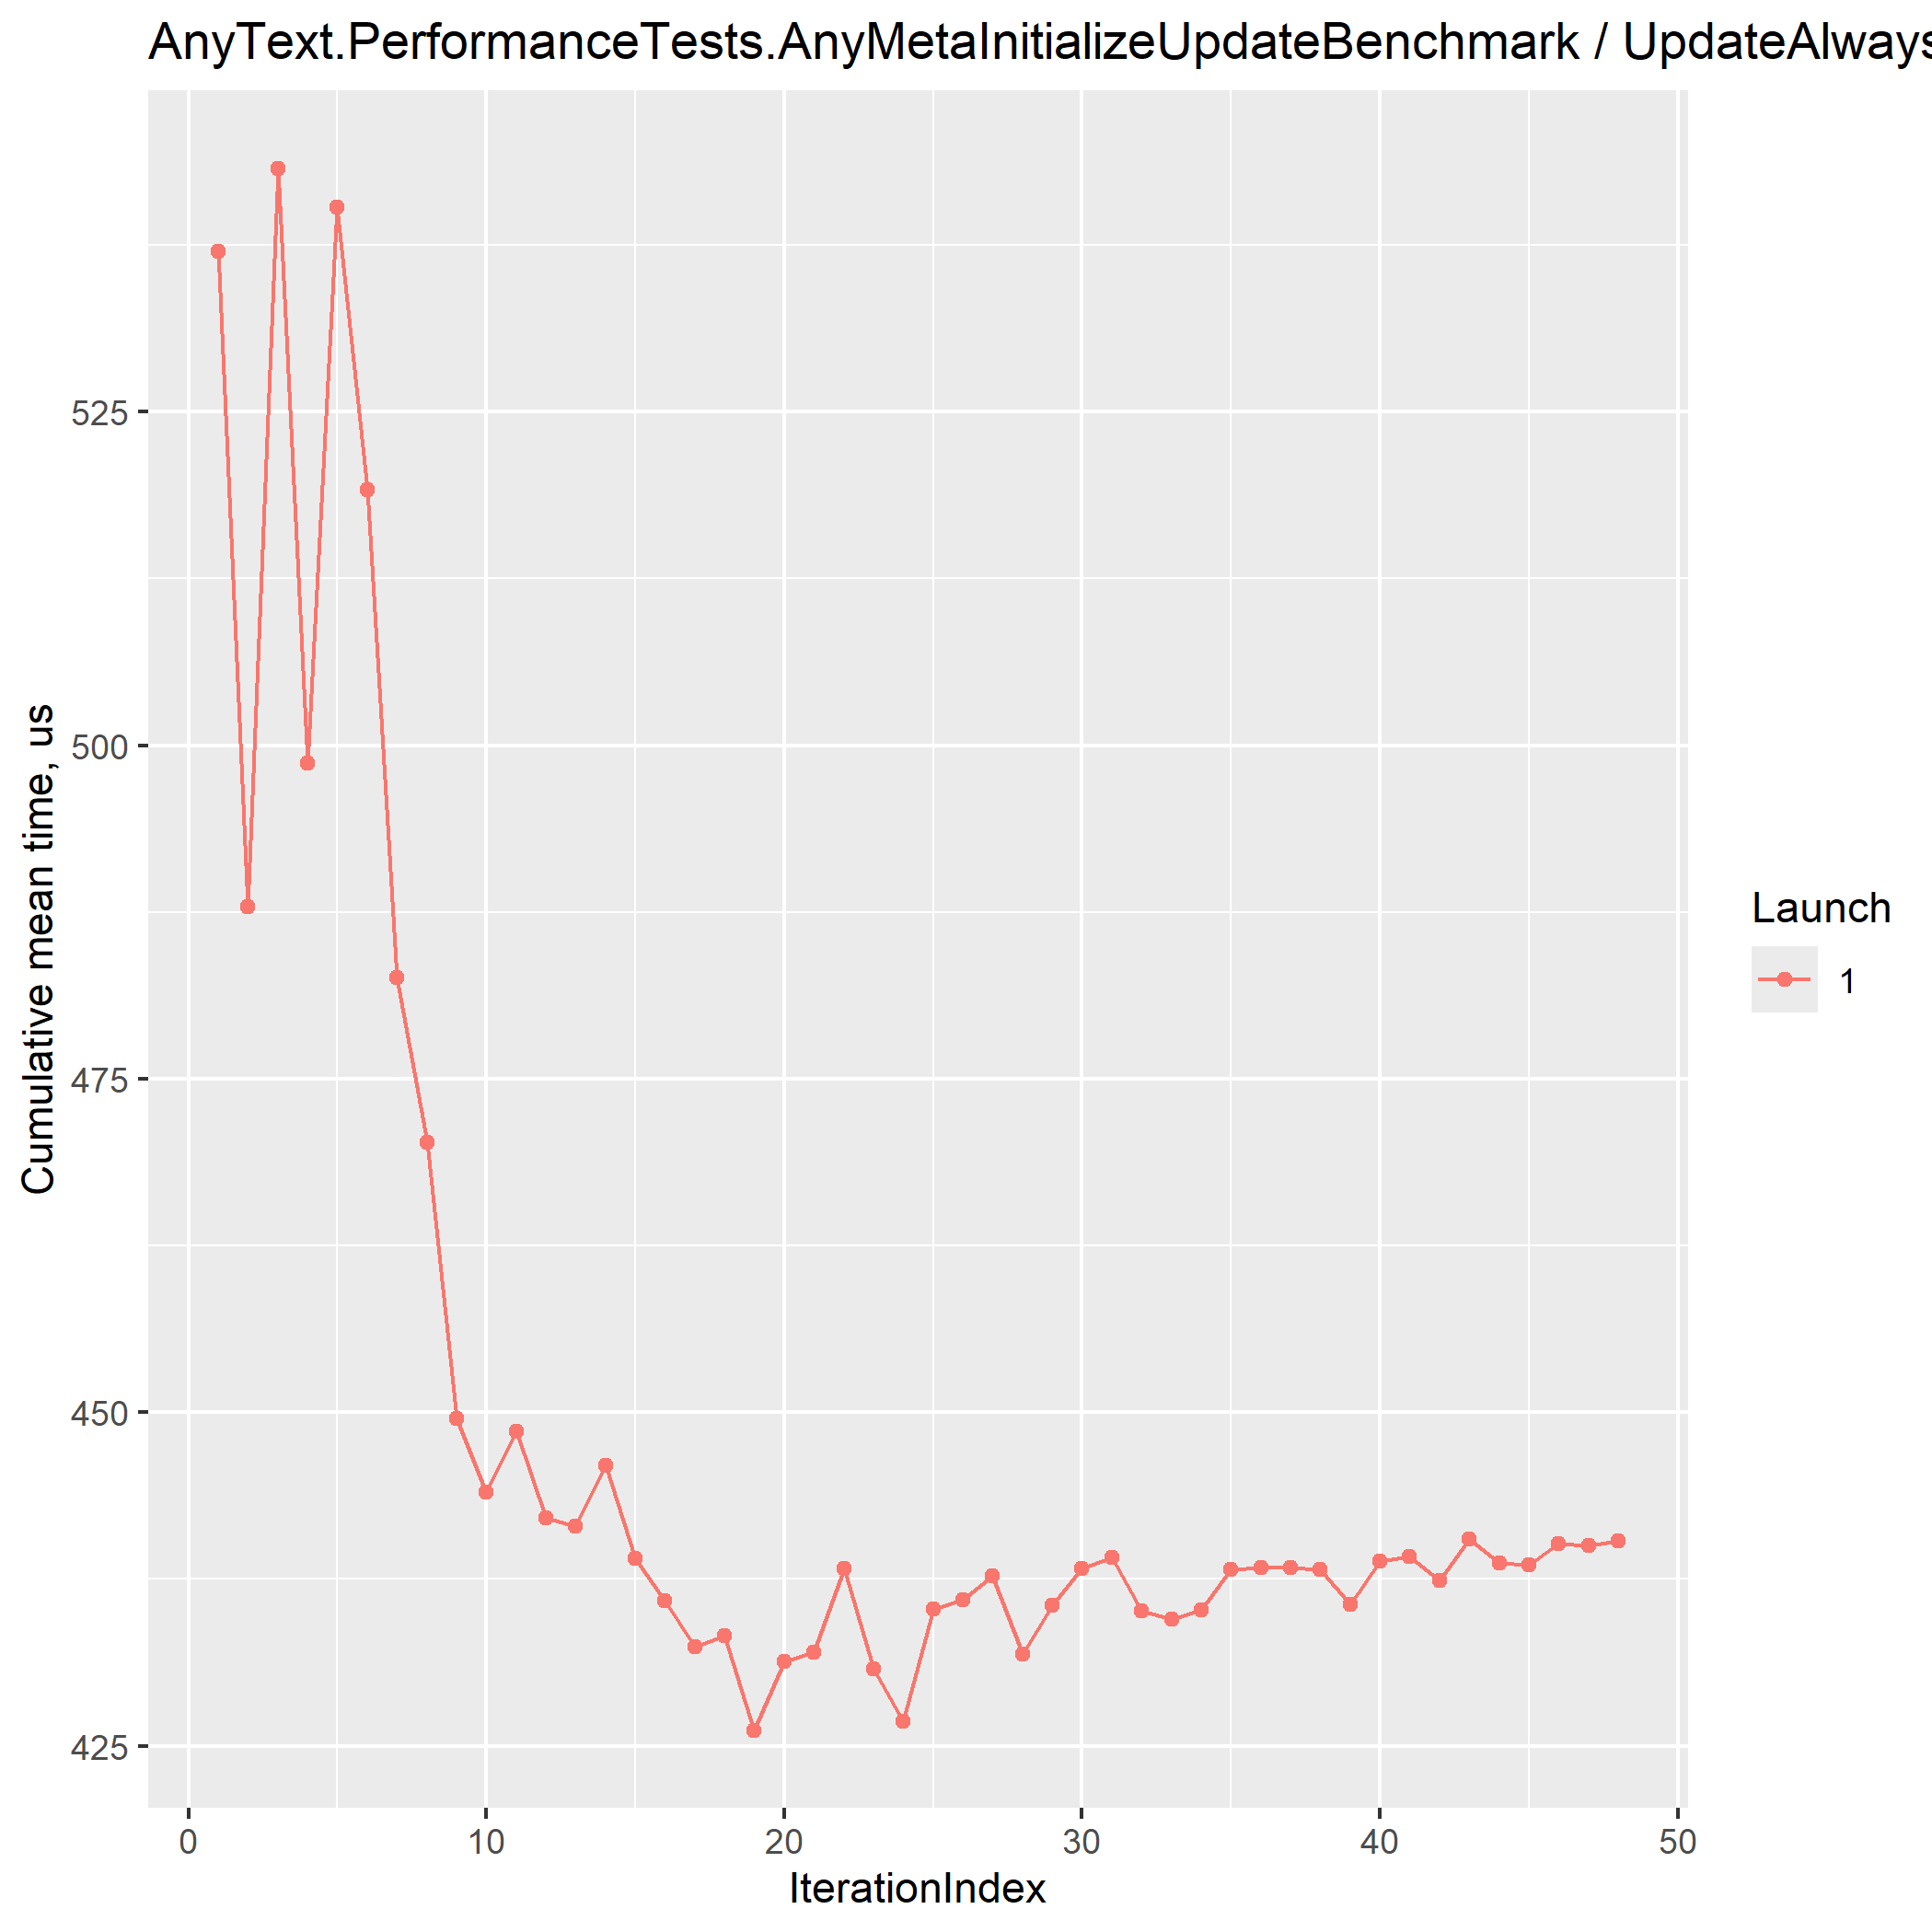 AnyText.PerformanceTests.AnyMetaInitializeUpdateBenchmark / UpdateAlways
Cumulative mean time, us
525
500
475
450
425
0 10 20 30 40 50
IterationIndex
Launch
1